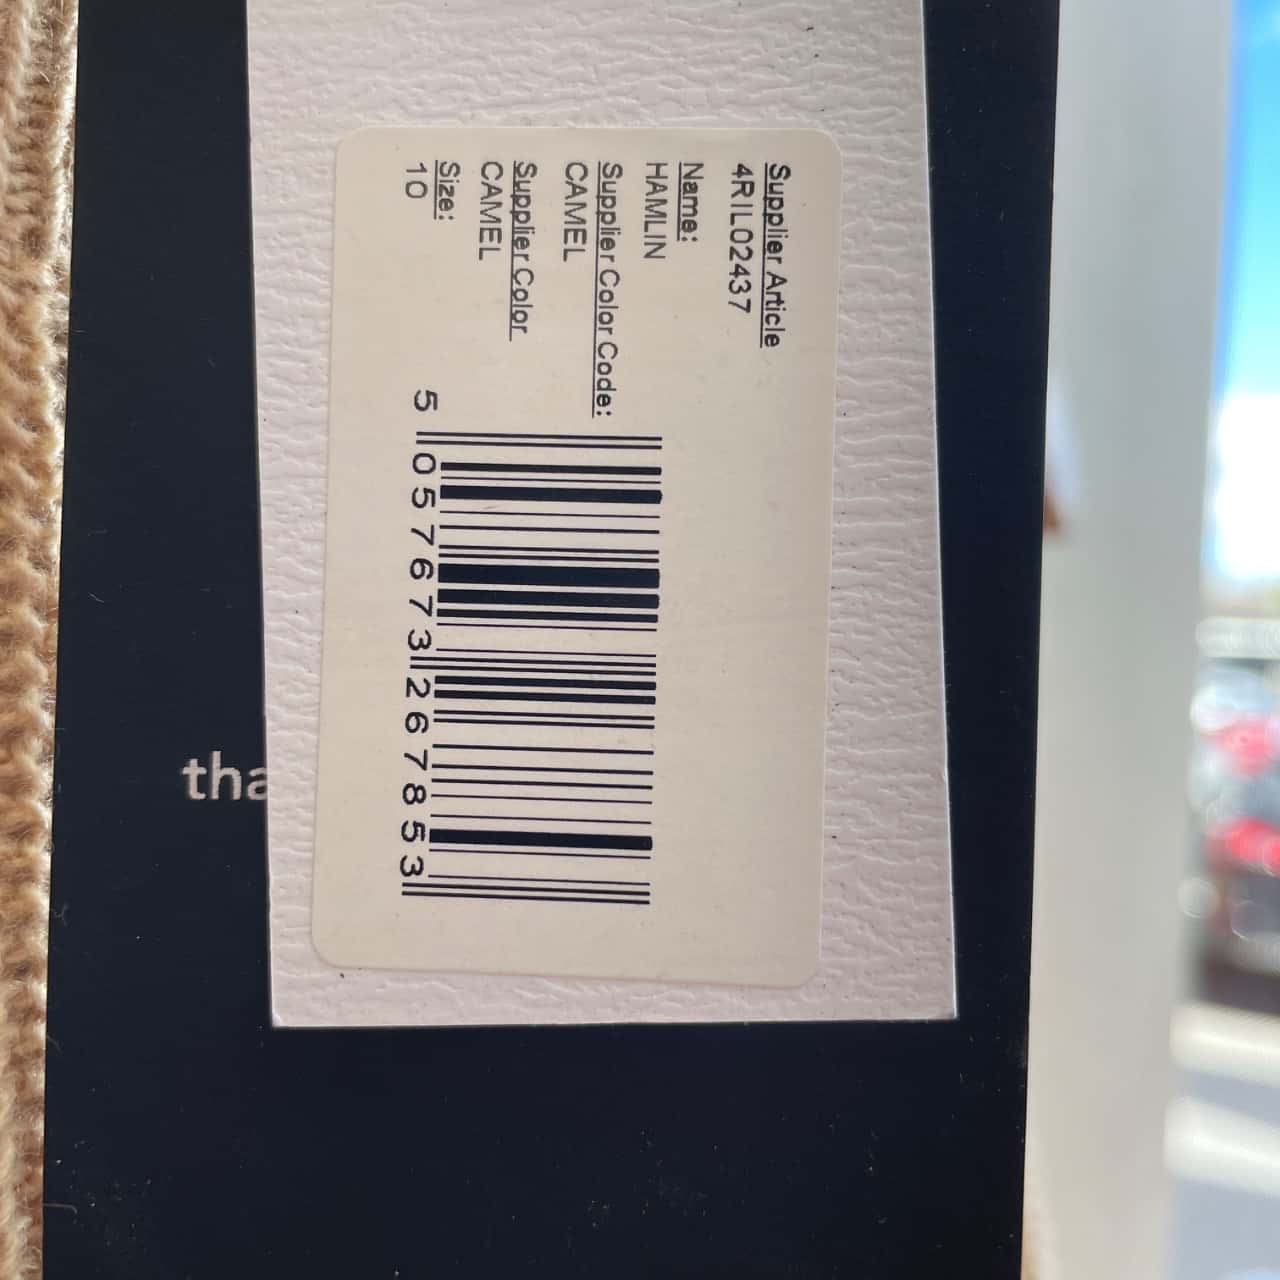 Supplier Article
4RIL02437
Name:
HAMLIN
Supplier Color Code:
CAMEL
Supplier Color
CAMEL
Size:
10
5 057673 267853
tha